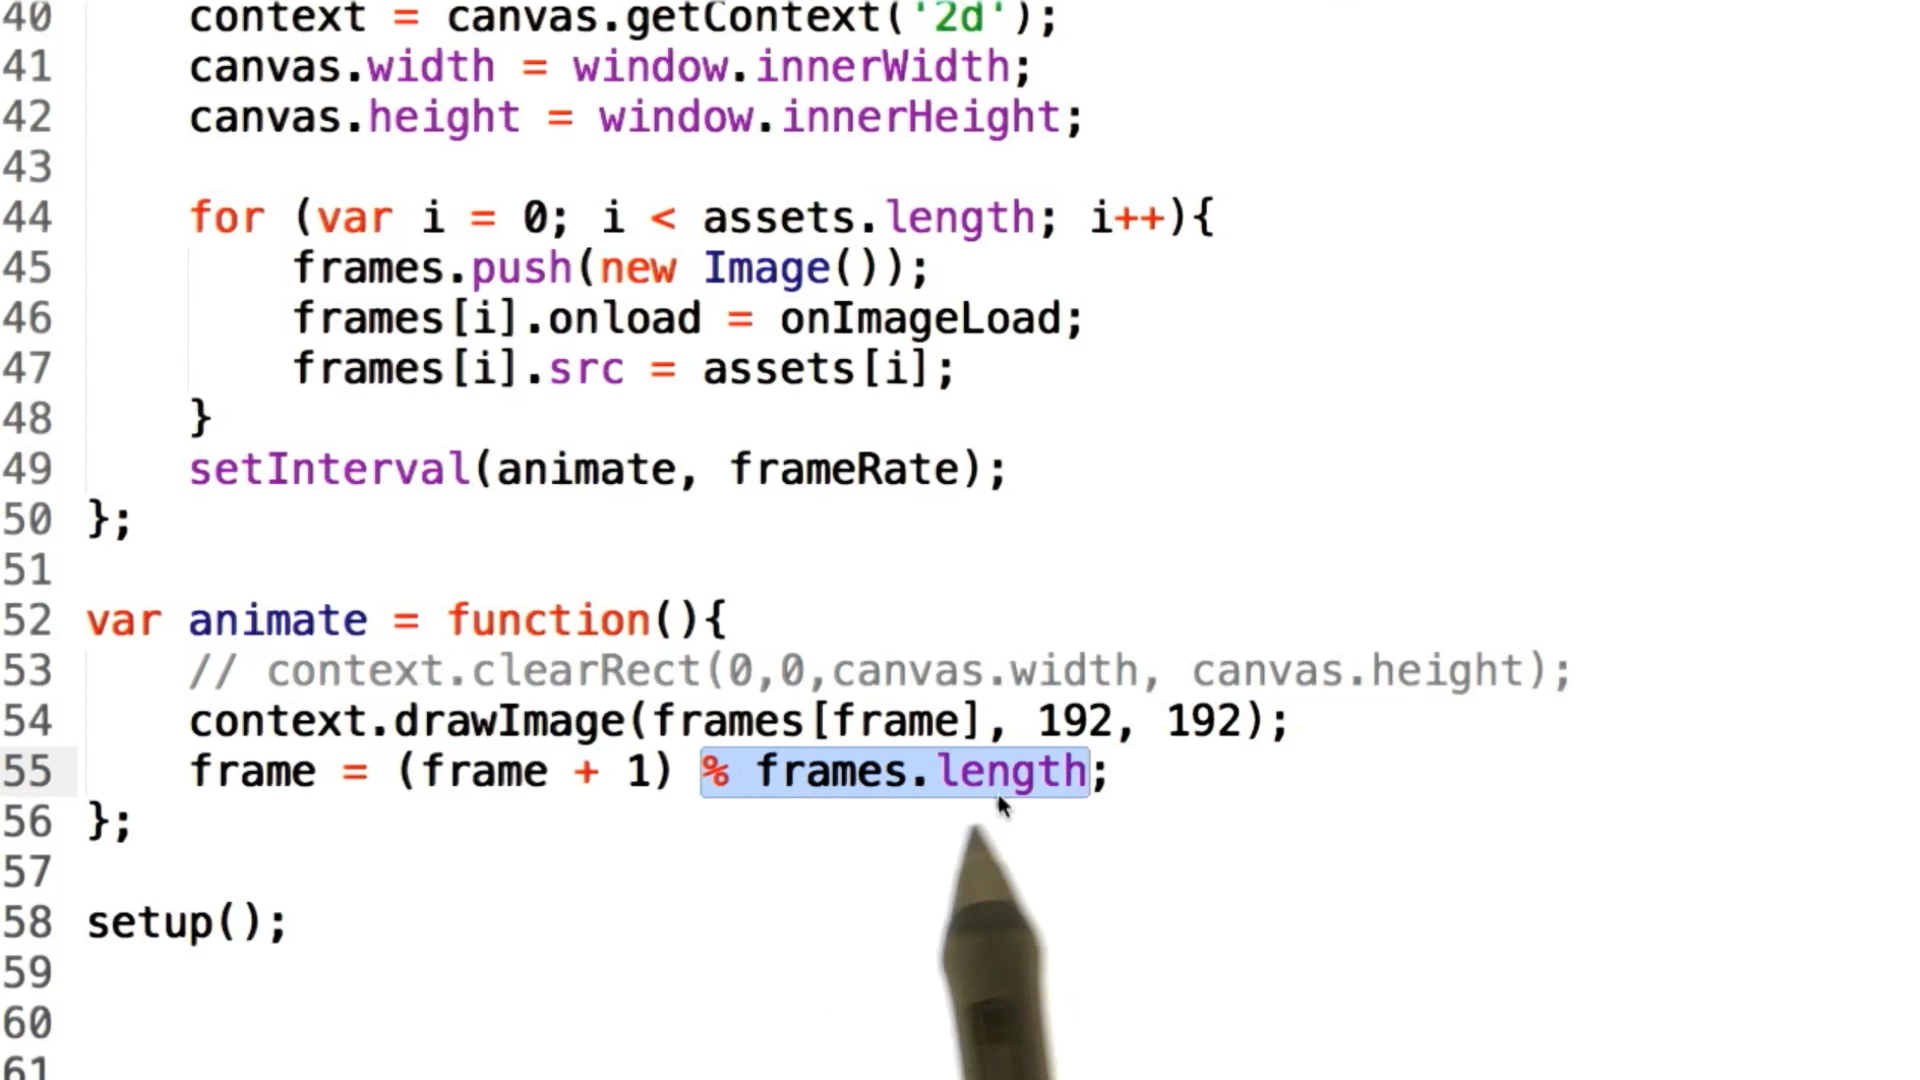 40 context = canvas.getContext('2d');
41 canvas.width = window.innerWidth;
42 canvas.height = window.innerHeight;
43
44 for (var i = 0; i < assets.length; i++){
45 frames.push(new Image());
46 frames[i].onload = onImageLoad;
47 frames[i].src = assets[i];
48 }
49 setInterval(animate, frameRate);
50 };
51
52 var animate = function(){
53 // context.clearRect(0,0,canvas.width, canvas.height);
54 context.drawImage(frames[frame], 192, 192);
55 frame = (frame + 1) % frames.length;
56 };
57
58 setup();
59
60
61